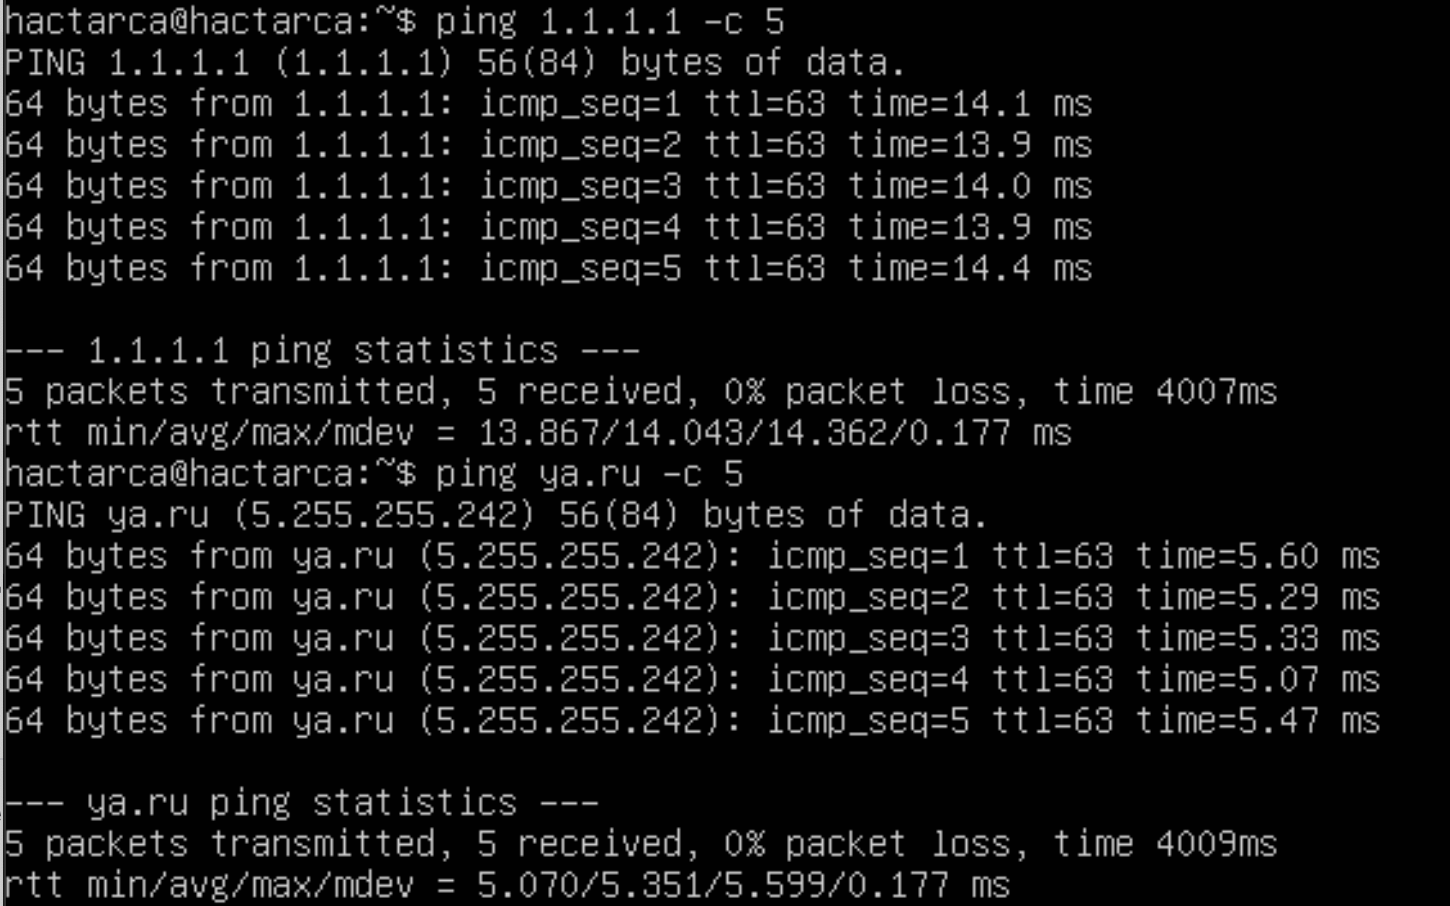 hactarca@hactarca:~$ ping 1.1.1.1 -c 5
PING 1.1.1.1 (1.1.1.1) 56(84) bytes of data.
64 bytes from 1.1.1.1: icmp_seq=1 ttl=63 time=14.1 ms
64 bytes from 1.1.1.1: icmp_seq=2 ttl=63 time=13.9 ms
64 bytes from 1.1.1.1: icmp_seq=3 ttl=63 time=14.0 ms
64 bytes from 1.1.1.1: icmp_seq=4 ttl=63 time=13.9 ms
64 bytes from 1.1.1.1: icmp_seq=5 ttl=63 time=14.4 ms
--- 1.1.1.1 ping statistics ---
5 packets transmitted, 5 received, 0% packet loss, time 4007ms
rtt min/avg/max/mdev = 13.867/14.043/14.362/0.177 ms
hactarca@hactarca:~$ ping ya.ru -c 5
PING ya.ru (5.255.255.242) 56(84) bytes of data.
64 bytes from ya.ru (5.255.255.242): icmp_seq=1 ttl=63 time=5.60 ms
64 bytes from ya.ru (5.255.255.242): icmp_seq=2 ttl=63 time=5.29 ms
64 bytes from ya.ru (5.255.255.242): icmp_seq=3 ttl=63 time=5.33 ms
64 bytes from ya.ru (5.255.255.242): icmp_seq=4 ttl=63 time=5.07 ms
64 bytes from ya.ru (5.255.255.242): icmp_seq=5 ttl=63 time=5.47 ms
--- ya.ru ping statistics ---
5 packets transmitted, 5 received, 0% packet loss, time 4009ms
rtt min/avg/max/mdev = 5.070/5.351/5.599/0.177 ms